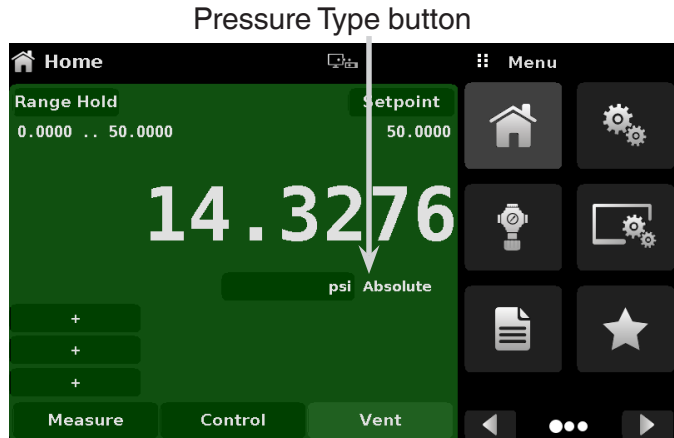 Pressure Type button
Home
Menu
Range Hold
Setpoint
0.0000 .. 50.0000
50.0000
14.3276
psi Absolute
+
+
+
Measure
Control
Vent